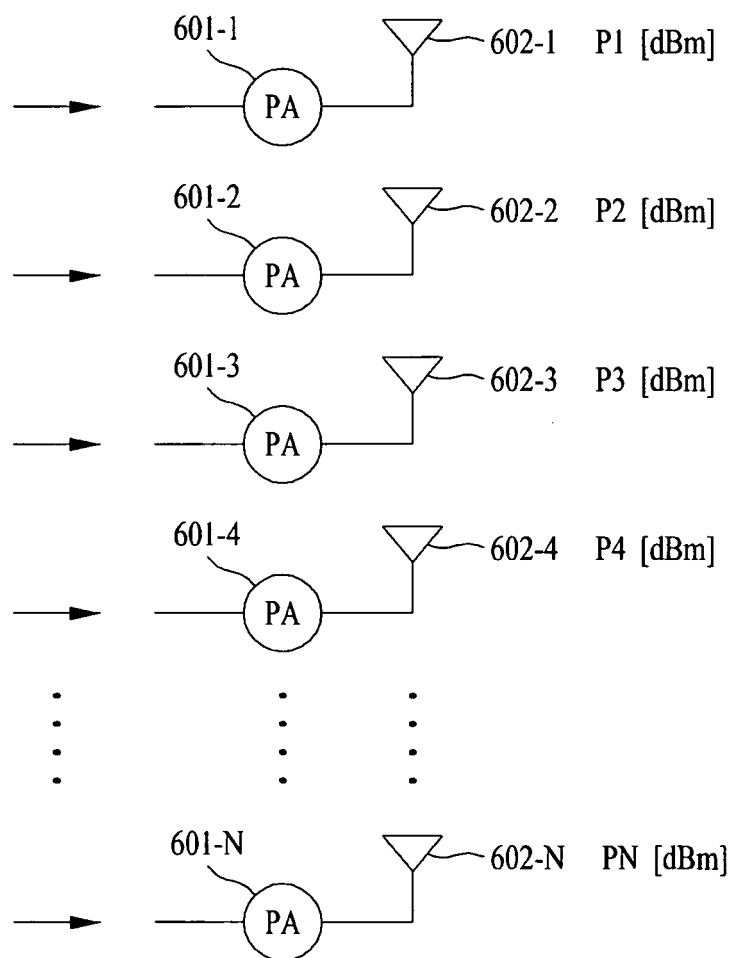 601-1
602-1 P1 [dBm]
PA
601-2
602-2 P2 [dBm]
PA
601-3
602-3 P3 [dBm]
PA
601-4
602-4 P4 [dBm]
PA
601-N
602-N PN [dBm]
PA